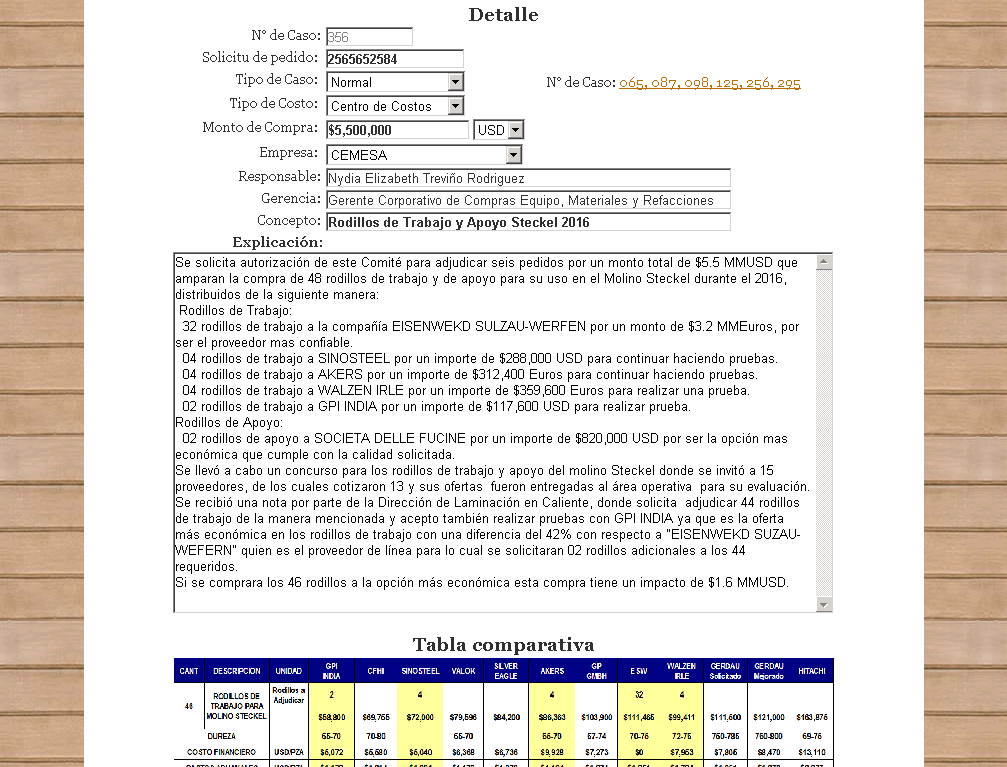 Detalle
N° de Caso: 356
Solicitu de pedido: 2565652584
Tipo de Caso: Normal N° de Caso: 065, 087, 098, 125, 256, 295
Tipo de Costo: Centro de Costos
Monto de Compra: $5,500,000 USD
Empresa: CEMESA
Responsable: Nydia Elizabeth Treviño Rodriguez
Gerencia: Gerente Corporativo de Compras Equipo, Materiales y Refacciones
Concepto: Rodillos de Trabajo y Apoyo Steckel 2016
Explicación:
Se solicita autorización de este Comité para adjudicar seis pedidos por un monto total de $5.5 MMUSD que
amparan la compra de 48 rodillos de trabajo y de apoyo para su uso en el Molino Steckel durante el 2016,
distribuidos de la siguiente manera:
Rodillos de Trabajo:
32 rodillos de trabajo a la compañía EISENWEKD SULZAU-WERFEN por un monto de $3.2 MMEuros, por
ser el proveedor mas confiable.
04 rodillos de trabajo a SINOSTEEL por un importe de $288,000 USD para continuar haciendo pruebas.
04 rodillos de trabajo a AKERS por un importe de $312,400 Euros para continuar haciendo pruebas.
04 rodillos de trabajo a WALZEN IRLE por un importe de $359,600 Euros para realizar una prueba.
02 rodillos de trabajo a GPI INDIA por un importe de $117,600 USD para realizar prueba.
Rodillos de Apoyo:
02 rodillos de apoyo a SOCIETA DELLE FUCINE por un importe de $820,000 USD por ser la opción mas
económica que cumple con la calidad solicitada.
Se llevó a cabo un concurso para los rodillos de trabajo y apoyo del molino Steckel donde se invitó a 15
proveedores, de los cuales cotizaron 13 y sus ofertas fueron entregadas al área operativa para su evaluación.
Se recibió una nota por parte de la Dirección de Laminación en Caliente, donde solicita adjudicar 44 rodillos
de trabajo de la manera mencionada y acepto también realizar pruebas con GPI INDIA ya que es la oferta
más económica en los rodillos de trabajo con una diferencia del 42% con respecto a "EISENWEKD SUZAU-
WEFERN" quien es el proveedor de línea para lo cual se solicitaran 02 rodillos adicionales a los 44
requeridos.
Si se comprara los 46 rodillos a la opción más económica esta compra tiene un impacto de $1.6 MMUSD.
Tabla comparativa
CANT DESCRIPCION UNIDAD GPI INDIA CFHI SINOSTEEL VALOK SILVER EAGLE AKERS GP GMBH ESW WALZEN IRLE GERDAU Solicitado GERDAU Mejorado HITACHI
46 RODILLOS DE TRABAJO PARA MOLINO STECKEL Rodillos a Adjudicar 2 4 4 32 4
$58,800 $69,755 $72,000 $79,596 $84,200 $86,363 $103,900 $111,465 $99,411 $111,500 $121,000 $163,875
DUREZA 65-70 70-80 65-70 66-70 67-74 70-76 72-76 750-785 750-800 69-76
COSTO FINANCIERO USD/PZA $5,072 $5,580 $5,040 $6,368 $6,736 $9,928 $7,273 $0 $7,953 $7,805 $8,470 $13,110